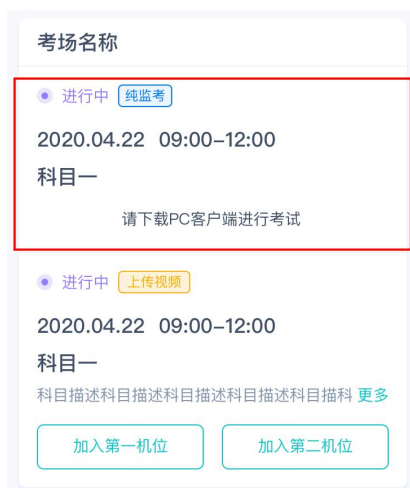 考场名称
进行中 纯监考
2020.04.22 09:00-12:00
科目一
请下载PC客户端进行考试
进行中 上传视频
2020.04.22 09:00-12:00
科目一
科目描述科目描述科目描述科目描述科目描科 更多
加入第一机位 加入第二机位